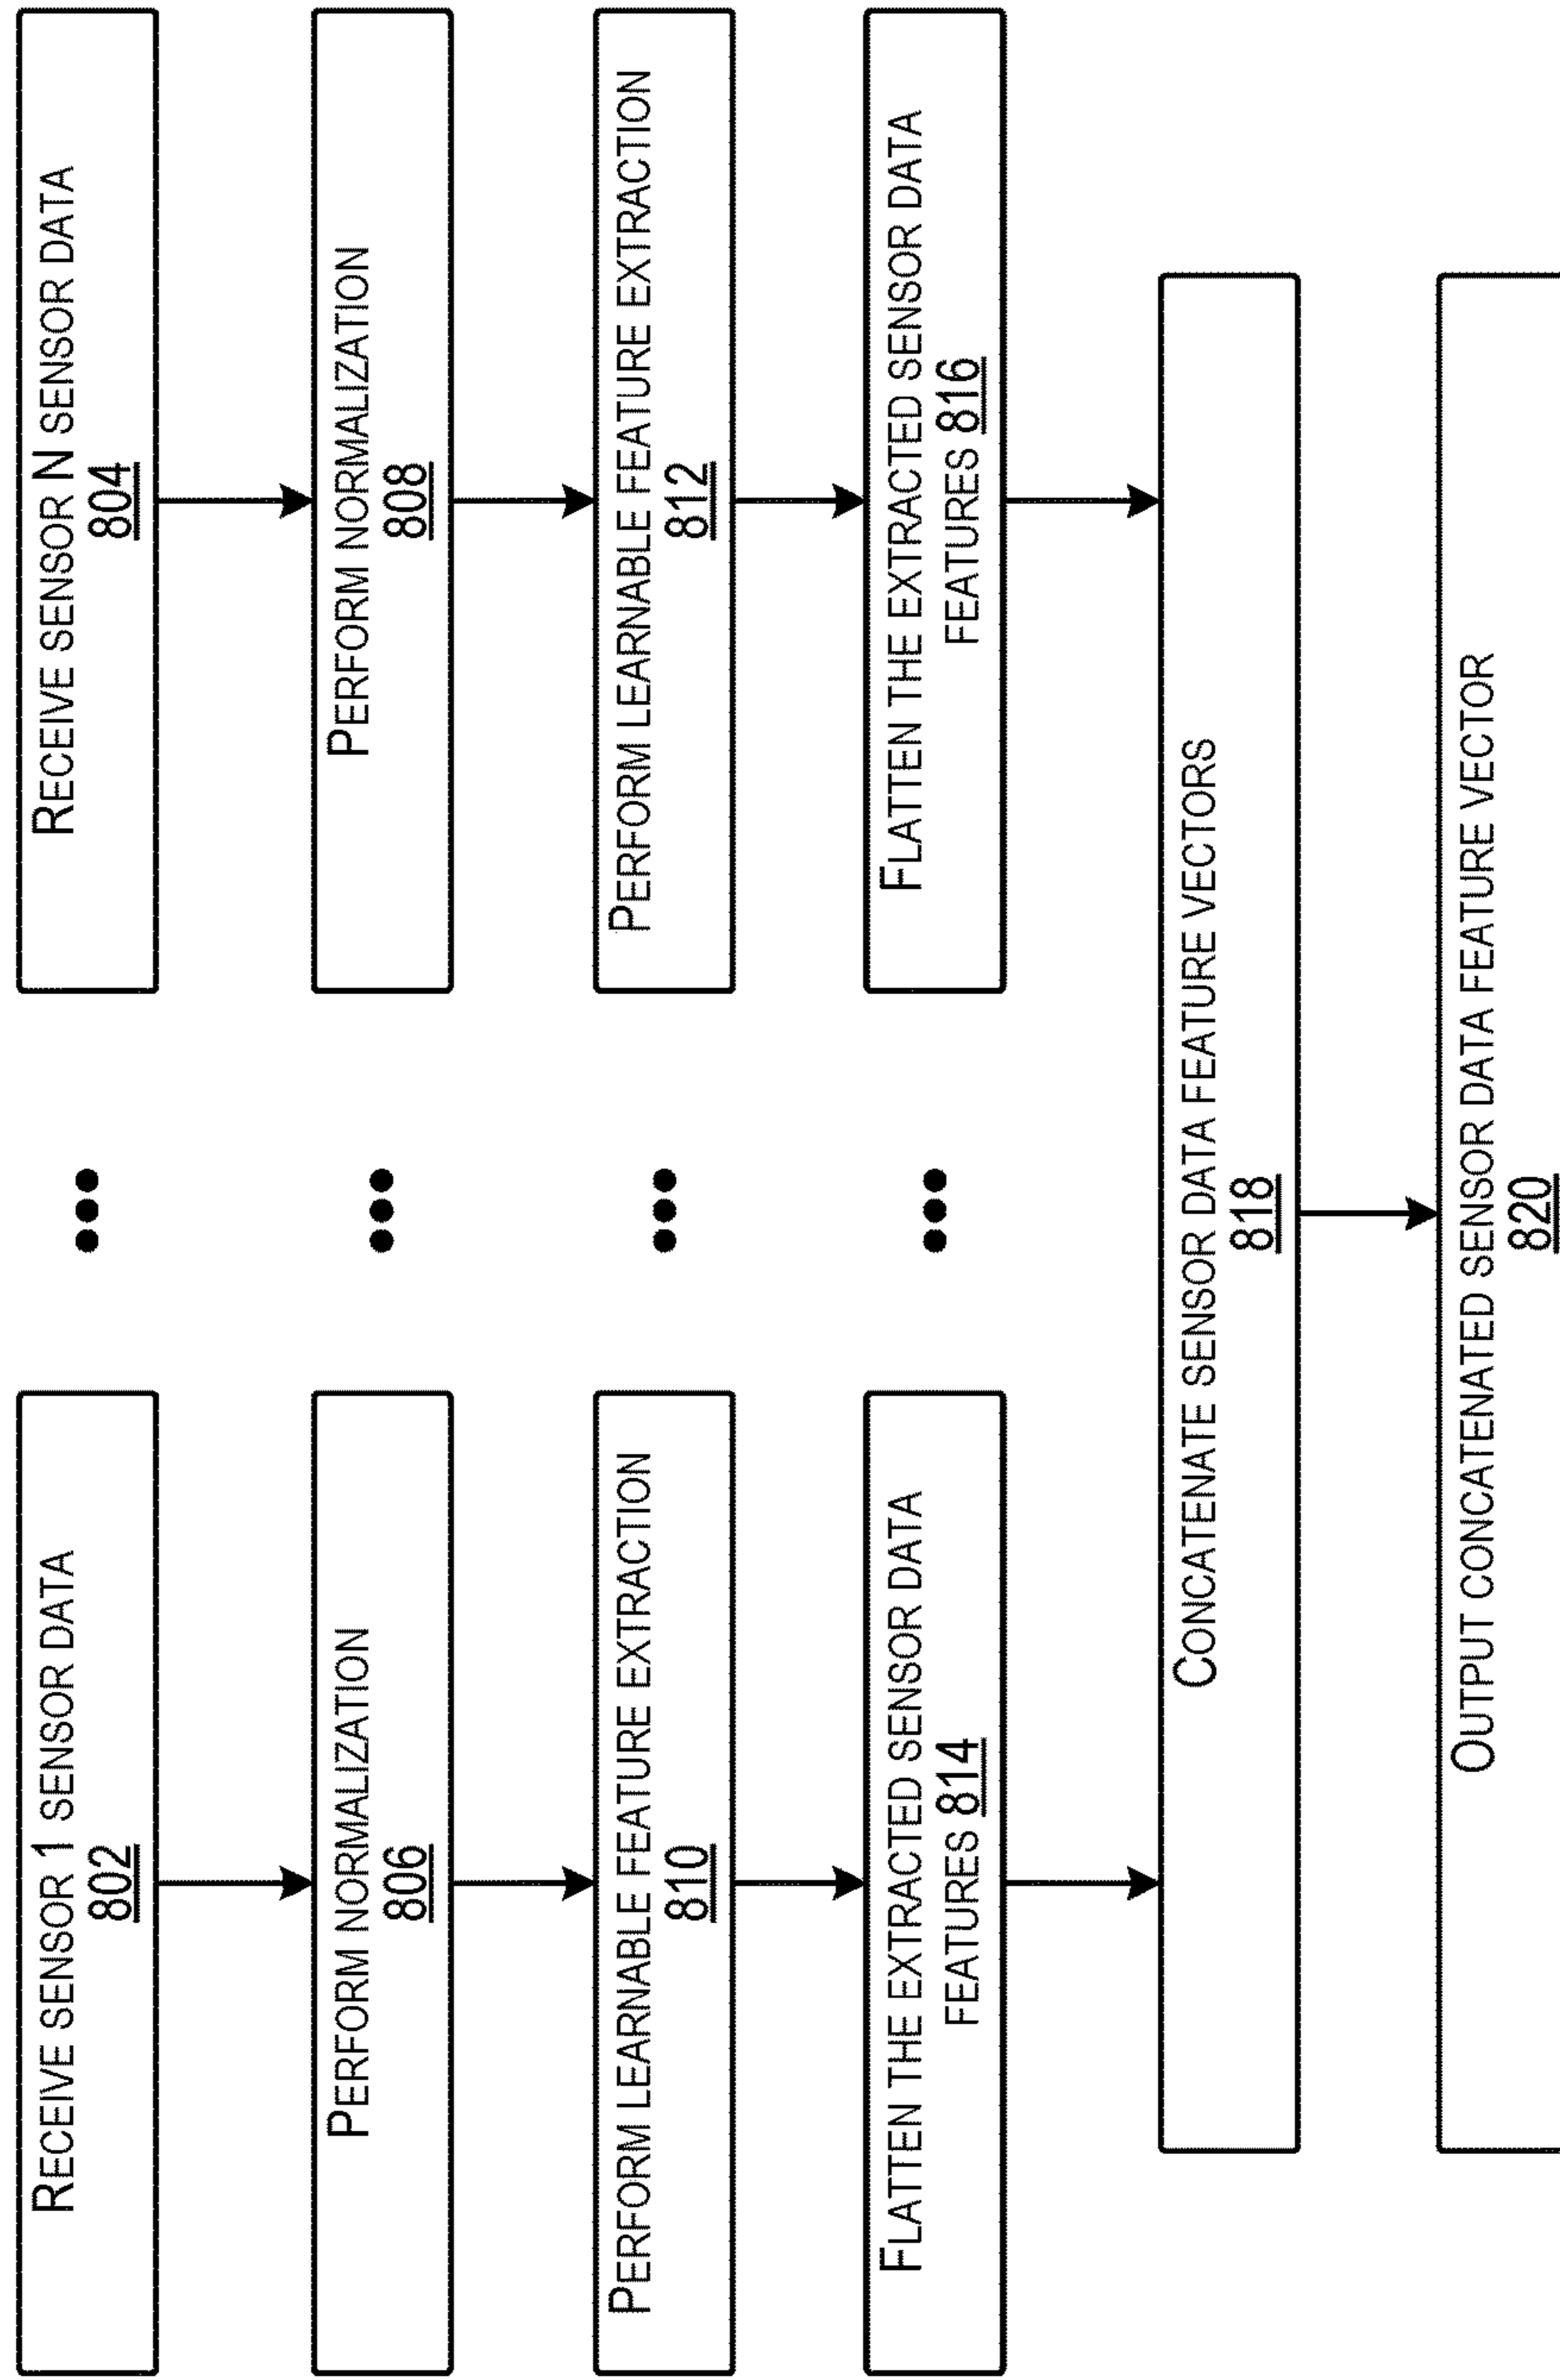 RECEIVE SENSOR 1 SENSOR DATA
802
PERFORM NORMALIZATION
806
PERFORM LEARNABLE FEATURE EXTRACTION
810
FLATTEN THE EXTRACTED SENSOR DATA
FEATURES 814
RECEIVE SENSOR N SENSOR DATA
804
PERFORM NORMALIZATION
808
PERFORM LEARNABLE FEATURE EXTRACTION
812
FLATTEN THE EXTRACTED SENSOR DATA
FEATURES 816
CONCATENATE SENSOR DATA FEATURE VECTORS
818
OUTPUT CONCATENATED SENSOR DATA FEATURE VECTOR
820